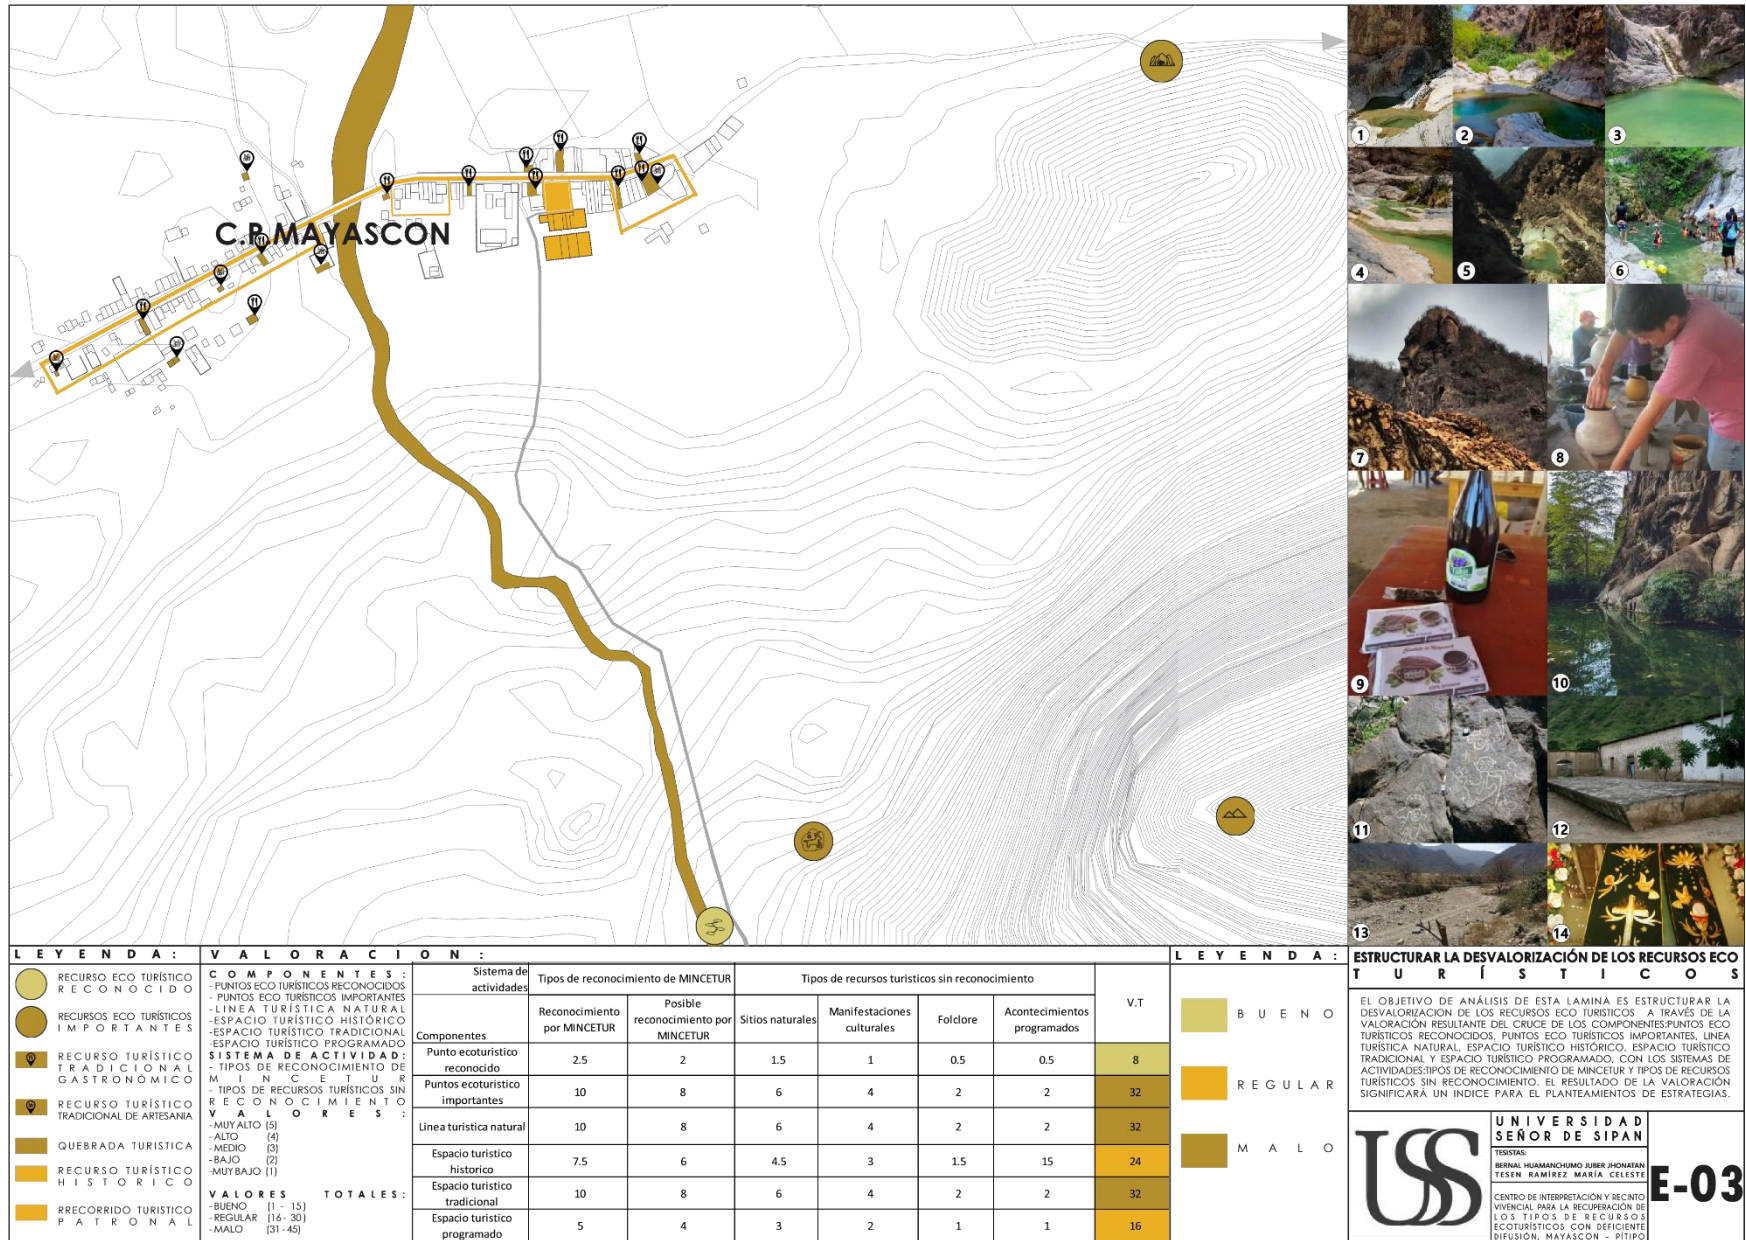 C.P. MAYASCON
1
2
3
4
5
6
7
8
9
10
11
12
13
14
LEYENDA:
RECURSO ECO TURÍSTICO
RECONOCIDO
RECURSOS ECO TURÍSTICOS
IMPORTANTES
RECURSO TURÍSTICO
TRADICIONAL
GASTRONÓMICO
RECURSO TURÍSTICO
TRADICIONAL DE ARTESANIA
QUEBRADA TURISTICA
RECURSO TURÍSTICO
HISTORICO
RRECORRIDO TURISTICO
PATRONAL
VALORACION:
COMPONENTES:
- PUNTOS ECO TURÍSTICOS RECONOCIDOS
- PUNTOS ECO TURÍSTICOS IMPORTANTES
- LINEA TURÍSTICA NATURAL
-ESPACIO TURÍSTICO HISTÓRICO
-ESPACIO TURÍSTICO TRADICIONAL
-ESPACIO TURÍSTICO PROGRAMADO
SISTEMA DE ACTIVIDAD:
- TIPOS DE RECONOCIMIENTO DE
MINCETUR
- TIPOS DE RECURSOS TURÍSTICOS SIN
RECONOCIMIENTO
VALORES:
- MUY ALTO (5)
- ALTO (4)
-MEDIO (3)
-BAJO (2)
-MUY BAJO (1)
VALORES TOTALES:
-BUENO (1 - 15)
-REGULAR (16- 30)
-MALO (31-45)
Sistema de
actividades
Componentes
Tipos de reconocimiento de MINCETUR
Tipos de recursos turisticos sin reconocimiento
V.T
Reconocimiento
por MINCETUR
Posible
reconocimiento por
MINCETUR
Sitios naturales
Manifestaciones
culturales
Folclore
Acontecimientos
programados
Punto ecoturistico
reconocido
2.5 2 1.5 1 0.5 0.5 8
Puntos ecoturistico
importantes
10 8 6 4 2 2 32
Linea turistica natural
10 8 6 4 2 2 32
Espacio turistico
historico
7.5 6 4.5 3 1.5 15 24
Espacio turistico
tradicional
10 8 6 4 2 2 32
Espacio turistico
programado
5 4 3 2 1 1 16
LEYENDA:
BUENO
REGULAR
MALO
ESTRUCTURAR LA DESVALORIZACIÓN DE LOS RECURSOS ECO
TURÍSTICOS
EL OBJETIVO DE ANÁLISIS DE ESTA LAMINA ES ESTRUCTURAR LA
DESVALORIZACION DE LOS RECURSOS ECO TURISTICOS A TRAVÉS DE LA
VALORACIÓN RESULTANTE DEL CRUCE DE LOS COMPONENTES:PUNTOS ECO
TURÍSTICOS RECONOCIDOS, PUNTOS ECO TURÍSTICOS IMPORTANTES, LINEA
TURÍSTICA NATURAL, ESPACIO TURÍSTICO HISTÓRICO, ESPACIO TURÍSTICO
TRADICIONAL Y ESPACIO TURÍSTICO PROGRAMADO, CON LOS SISTEMAS DE
ACTIVIDADES:TIPOS DE RECONOCIMIENTO DE MINCETUR Y TIPOS DE RECURSOS
TURÍSTICOS SIN RECONOCIMIENTO. EL RESULTADO DE LA VALORACIÓN
SIGNIFICARÁ UN INDICE PARA EL PLANTEAMIENTOS DE ESTRATEGIAS.
USS
UNIVERSIDAD
SEÑOR DE SIPAN
TESISTAS:
BERNAL HUAMANCHUMO JUBER JHONATAN
TESEN RAMÍREZ MARÍA CELESTE
CENTRO DE INTERPRETACIÓN Y RECINTO
VIVENCIAL PARA LA RECUPERACIÓN DE
LOS TIPOS DE RECURSOS
ECOTURÍSTICOS CON DEFICIENTE
DIFUSIÓN, MAYASCON - PÍTIPO
E-03